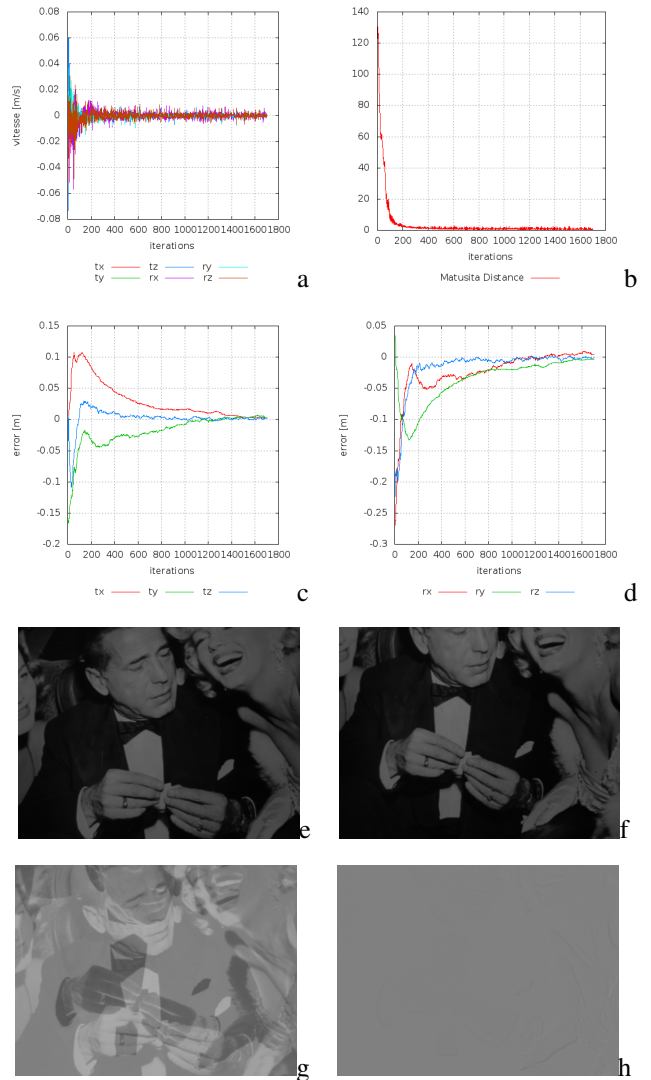 0.08
0.06
0.04
0.02
0
-0.02
-0.04
-0.06
-0.08
vitesse [m/s]
0 200 400 600 800 1000 1200 1400 1600 1800
iterations
tx tz ry
ty rx rz
a
140
120
100
80
60
40
20
0
0 200 400 600 800 1000 1200 1400 1600 1800
iterations
Matusita Distance
b
0.15
0.1
0.05
0
-0.05
-0.1
-0.15
-0.2
error [m]
0 200 400 600 800 1000 1200 1400 1600 1800
iterations
tx ty tz
c
0.05
0
-0.05
-0.1
-0.15
-0.2
-0.25
-0.3
error [m]
0 200 400 600 800 1000 1200 1400 1600 1800
iterations
rx ry rz
d
e
f
g
h